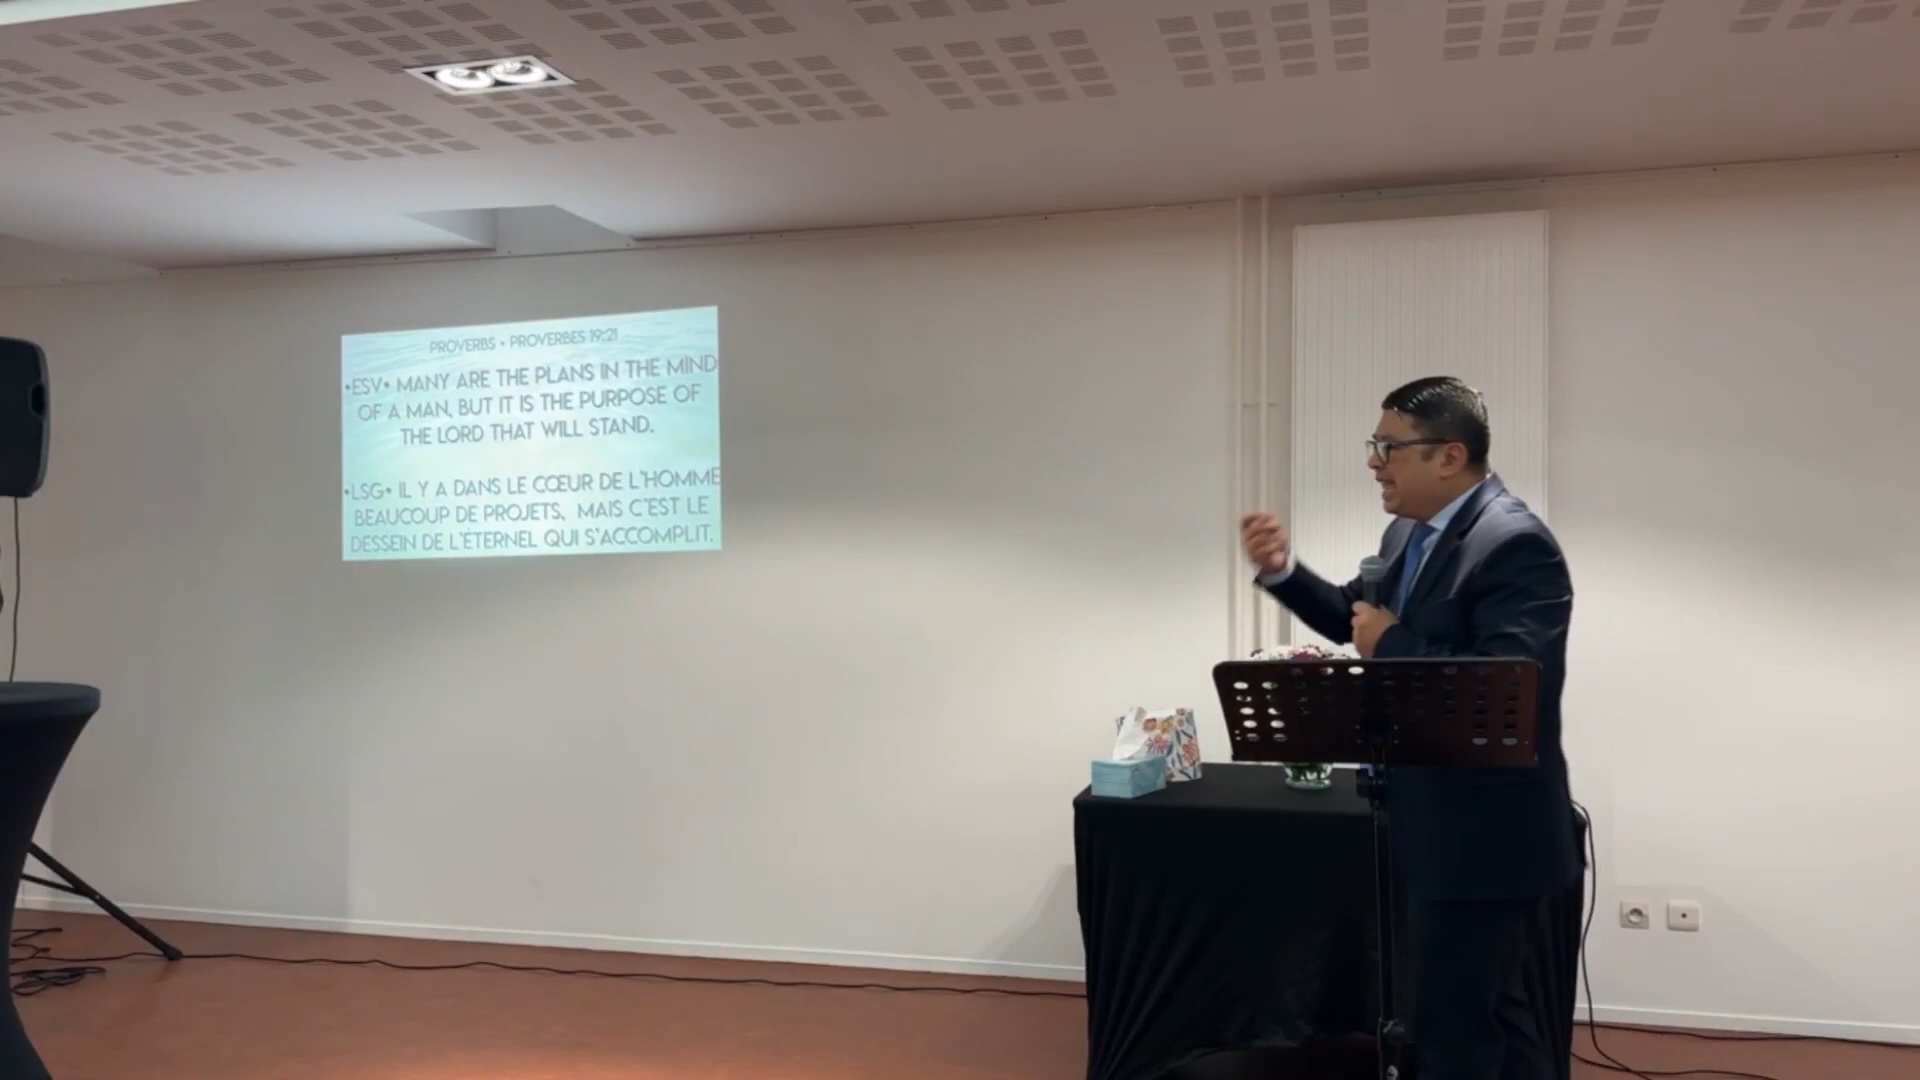 PROVERBS • PROVERBES 19:21
•ESV• MANY ARE THE PLANS IN THE MIND
OF A MAN, BUT IT IS THE PURPOSE OF
THE LORD THAT WILL STAND.
•LSG• IL Y A DANS LE CŒUR DE L'HOMME
BEAUCOUP DE PROJETS, MAIS C'EST LE
DESSEIN DE L'ÉTERNEL QUI S'ACCOMPLIT.